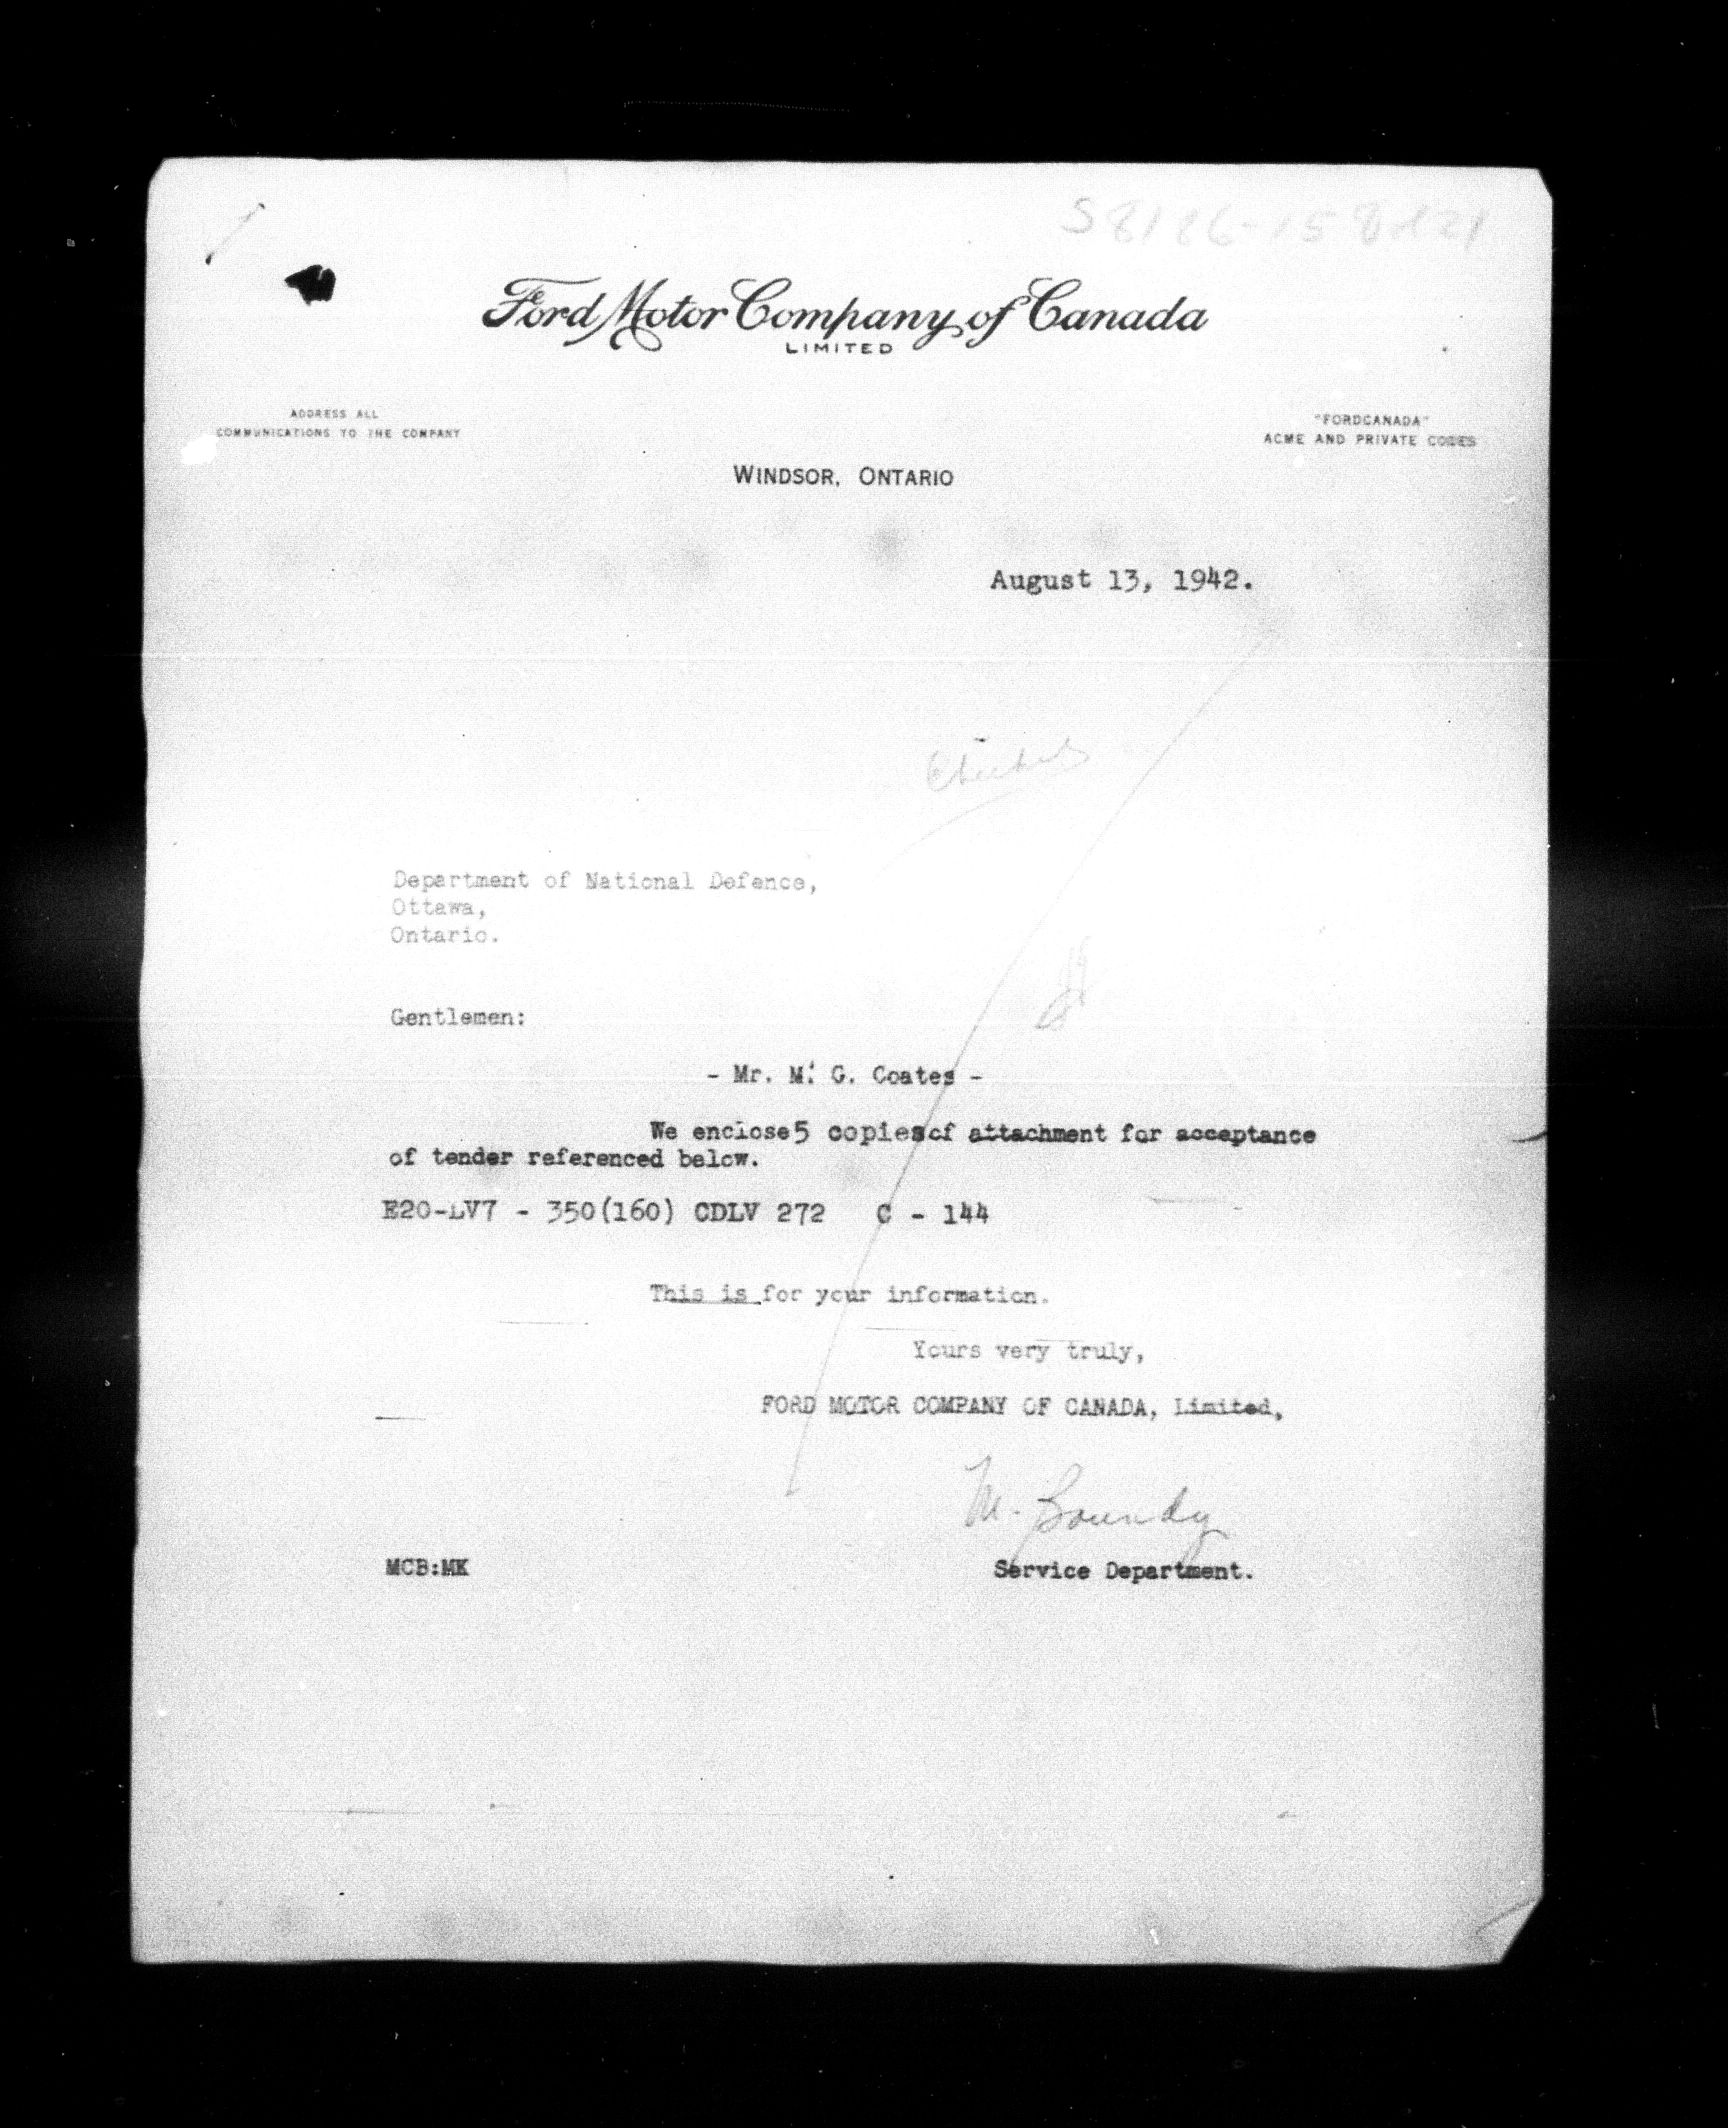 Ford Motor Company of Canada
LIMITED
ADDRESS ALL
COMMUNICATIONS TO THE COMPANY
"FORDCANADA"
ACME AND PRIVATE CODES
WINDSOR, ONTARIO
August 13, 1942.
Department of National Defence,
Ottawa,
Ontario.
Gentlemen:
- Mr. M. G. Coates -
We enclose 5 copies of attachment for acceptance
of tender referenced below.
E20-LV7 - 350(160) CDLV 272 C - 144
This is for your information.
Yours very truly,
FORD MOTOR COMPANY OF CANADA, Limited,
M. Boundy
MCB:MK
Service Department.